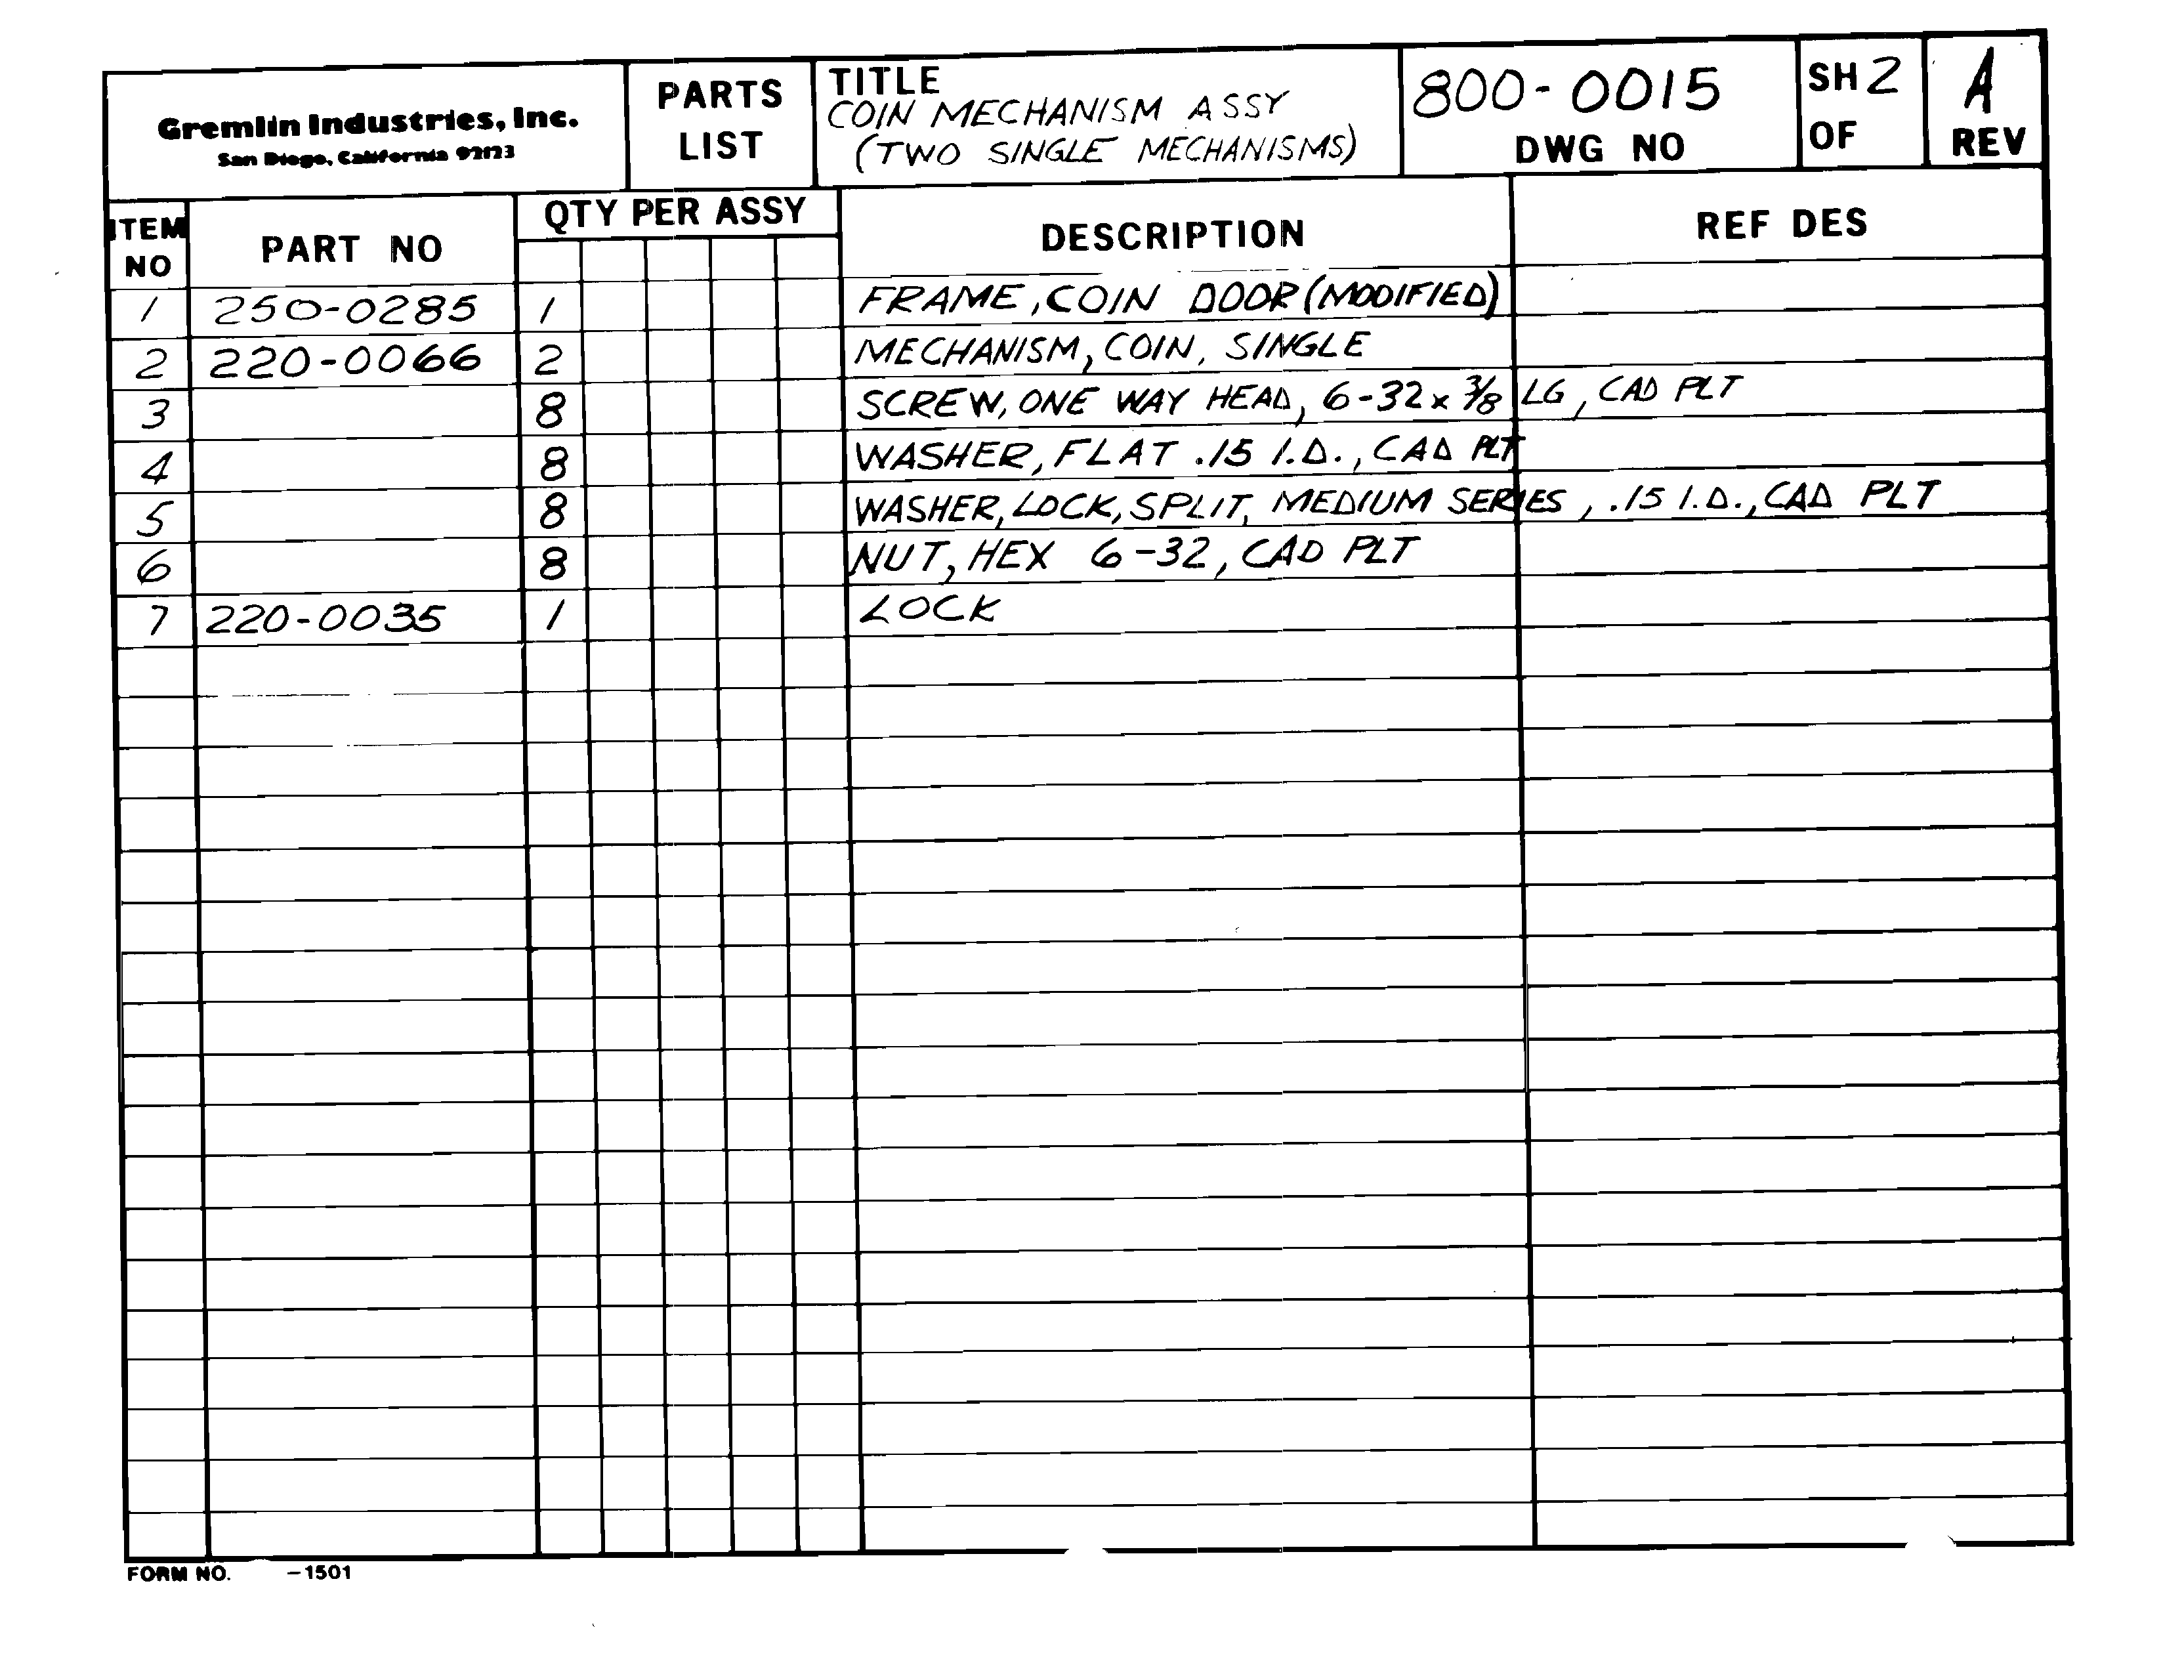 Gremlin Industries, Inc.
San Diego, California 92123
PARTS LIST
TITLE
COIN MECHANISM ASSY
(TWO SINGLE MECHANISMS)
800-0015
DWG NO
SH 2
OF
A
REV
ITEM NO
PART NO
QTY PER ASSY
DESCRIPTION
REF DES
1 250-0285 1 FRAME, COIN DOOR (MODIFIED)
2 220-0066 2 MECHANISM, COIN, SINGLE
3 8 SCREW, ONE WAY HEAD, 6-32 x 3/8 LG, CAD PLT
4 8 WASHER, FLAT .15 I.D., CAD PLT
5 8 WASHER, LOCK, SPLIT, MEDIUM SERIES, .15 I.D., CAD PLT
6 8 NUT, HEX 6-32, CAD PLT
7 220-0035 1 LOCK
FORM NO. -1501